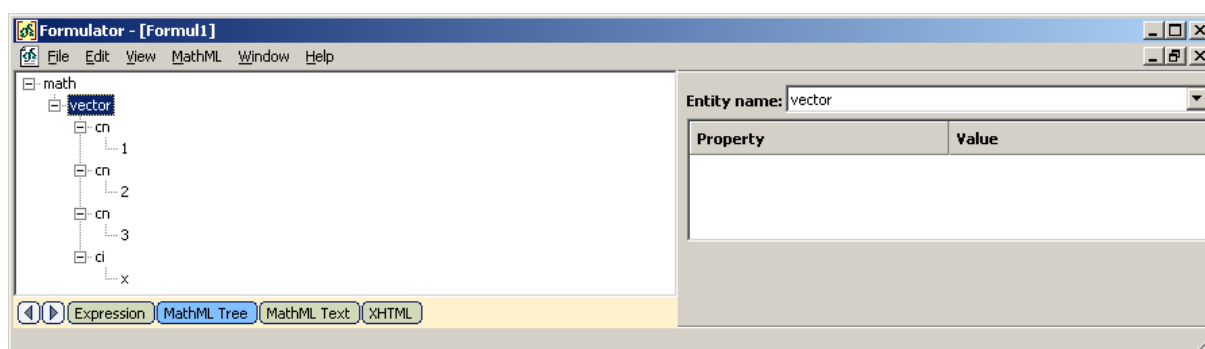 Formulator - [Formul1]
File Edit View MathML Window Help
math
vector
cn
1
cn
2
cn
3
ci
x
Expression MathML Tree MathML Text XHTML
Entity name: vector
Property Value